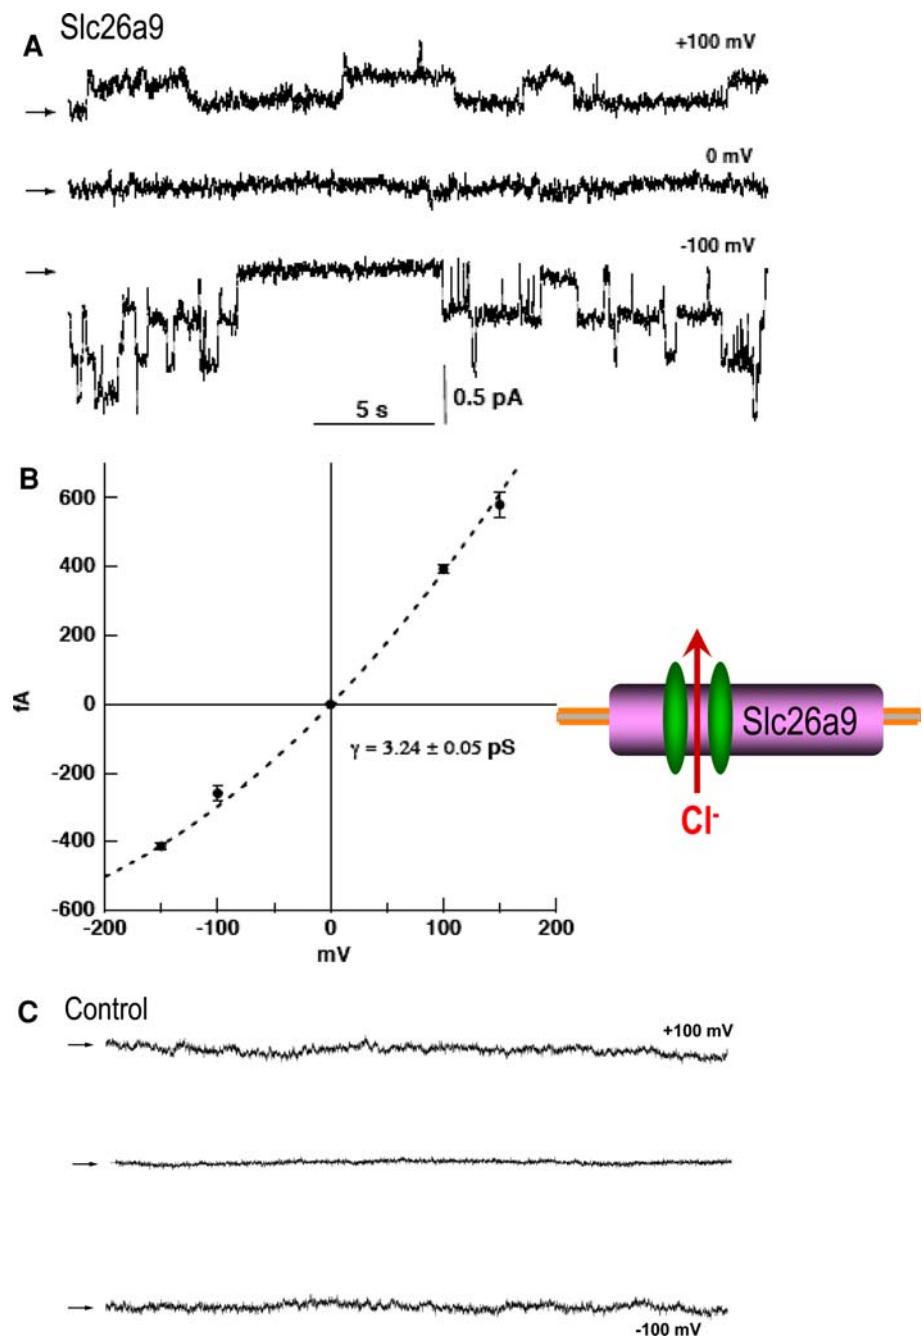 A Slc26a9
+100 mV
0 mV
-100 mV
0.5 pA
5 s
B
600
400
200
0
-200
-400
-600
fA
γ = 3.24 ± 0.05 pS
-200 -100 0 100 200
mV
Slc26a9
Cl-
C Control
+100 mV
-100 mV